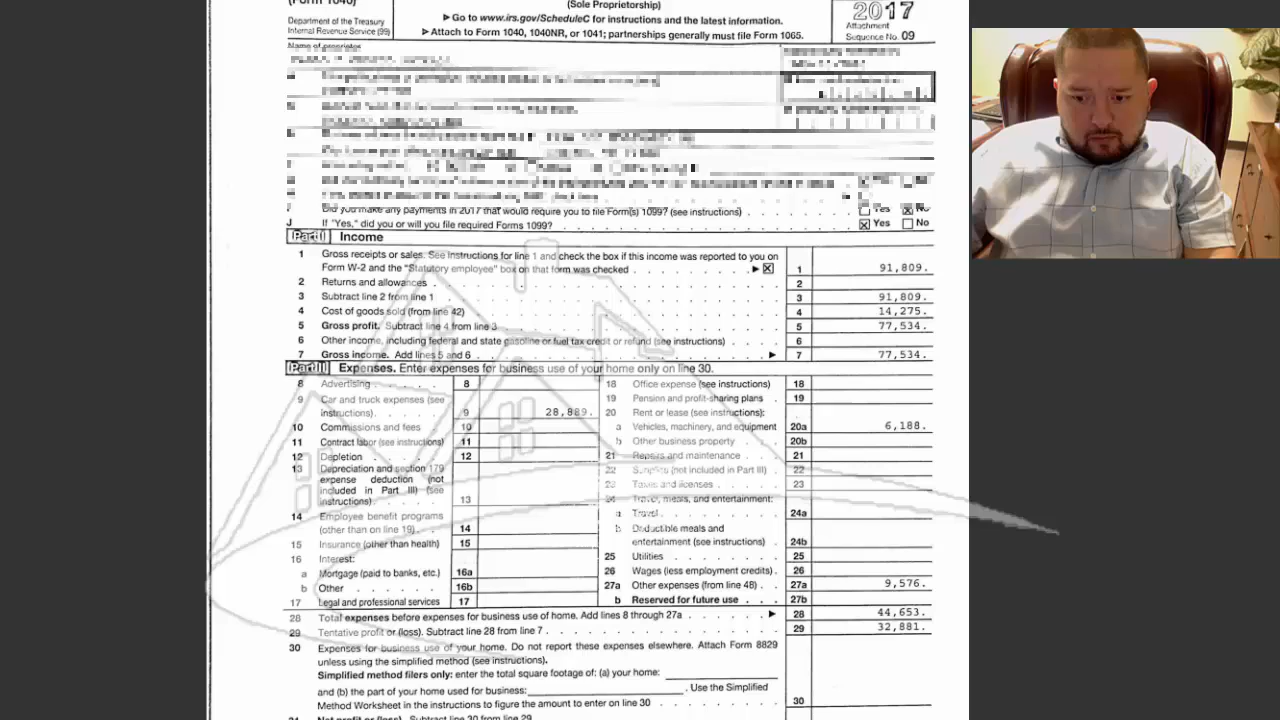 (Form 1040)
(Sole Proprietorship)
2017
Department of the Treasury
Internal Revenue Service (99)
▶ Go to www.irs.gov/ScheduleC for instructions and the latest information.
▶ Attach to Form 1040, 1040NR, or 1041; partnerships generally must file Form 1065.
Attachment
Sequence No. 09
Name of proprietor
Did you make any payments in 2017 that would require you to file Form(s) 1099? (see instructions) Yes No
J If "Yes," did you or will you file required Forms 1099? Yes No
Part I Income
1 Gross receipts or sales. See instructions for line 1 and check the box if this income was reported to you on
Form W-2 and the "Statutory employee" box on that form was checked ▶ 1 91,809.
2 Returns and allowances 2
3 Subtract line 2 from line 1 3 91,809.
4 Cost of goods sold (from line 42) 4 14,275.
5 Gross profit. Subtract line 4 from line 3 5 77,534.
6 Other income, including federal and state gasoline or fuel tax credit or refund (see instructions) 6
7 Gross income. Add lines 5 and 6 ▶ 7 77,534.
Part II Expenses. Enter expenses for business use of your home only on line 30.
8 Advertising 8
9 Car and truck expenses (see
instructions) 9 28,889.
10 Commissions and fees 10
11 Contract labor (see instructions) 11
12 Depletion 12
13 Depreciation and section 179
expense deduction (not
included in Part III) (see
instructions) 13
14 Employee benefit programs
(other than on line 19) 14
15 Insurance (other than health) 15
16 Interest:
a Mortgage (paid to banks, etc.) 16a
b Other 16b
17 Legal and professional services 17
18 Office expense (see instructions) 18
19 Pension and profit-sharing plans 19
20 Rent or lease (see instructions):
a Vehicles, machinery, and equipment 20a 6,188.
b Other business property 20b
21 Repairs and maintenance 21
22 Supplies (not included in Part III) 22
23 Taxes and licenses 23
24 Travel, meals, and entertainment:
a Travel 24a
b Deductible meals and
entertainment (see instructions) 24b
25 Utilities 25
26 Wages (less employment credits) 26
27a Other expenses (from line 48) 27a 9,576.
b Reserved for future use 27b
28 Total expenses before expenses for business use of home. Add lines 8 through 27a ▶ 28 44,653.
29 Tentative profit or (loss). Subtract line 28 from line 7 29 32,881.
30 Expenses for business use of your home. Do not report these expenses elsewhere. Attach Form 8829
unless using the simplified method (see instructions).
Simplified method filers only: enter the total square footage of: (a) your home:
and (b) the part of your home used for business: . Use the Simplified
Method Worksheet in the instructions to figure the amount to enter on line 30 30
31 Net profit or (loss). Subtract line 30 from line 29